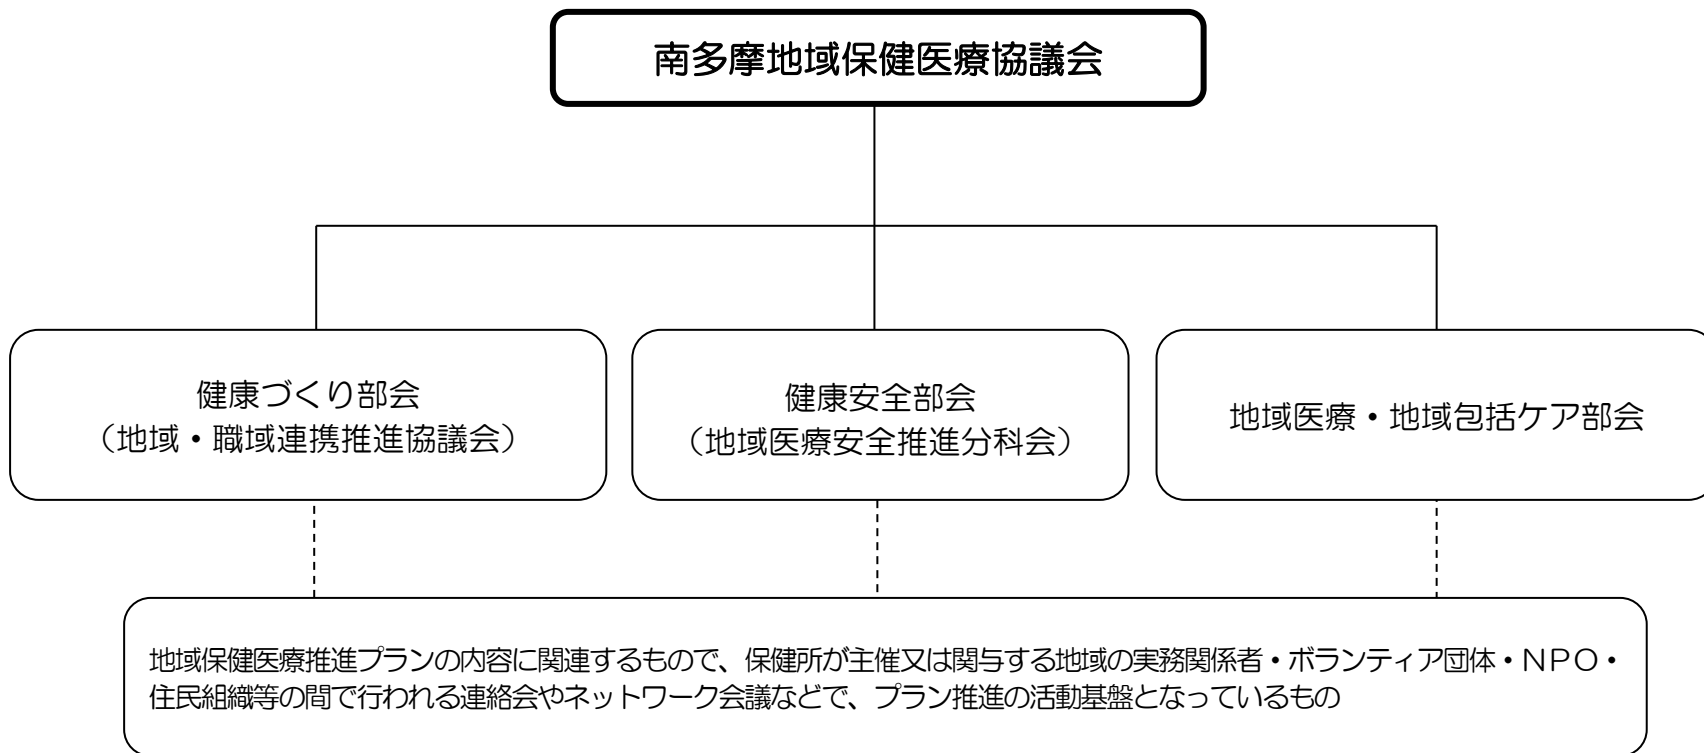 南多摩地域保健医療協議会
健康づくり部会
（地域・職域連携推進協議会）
健康安全部会
（地域医療安全推進分科会）
地域医療・地域包括ケア部会
地域保健医療推進プランの内容に関連するもので、保健所が主催又は関与する地域の実務関係者・ボランティア団体・ＮＰＯ・
住民組織等の間で行われる連絡会やネットワーク会議などで、プラン推進の活動基盤となっているもの